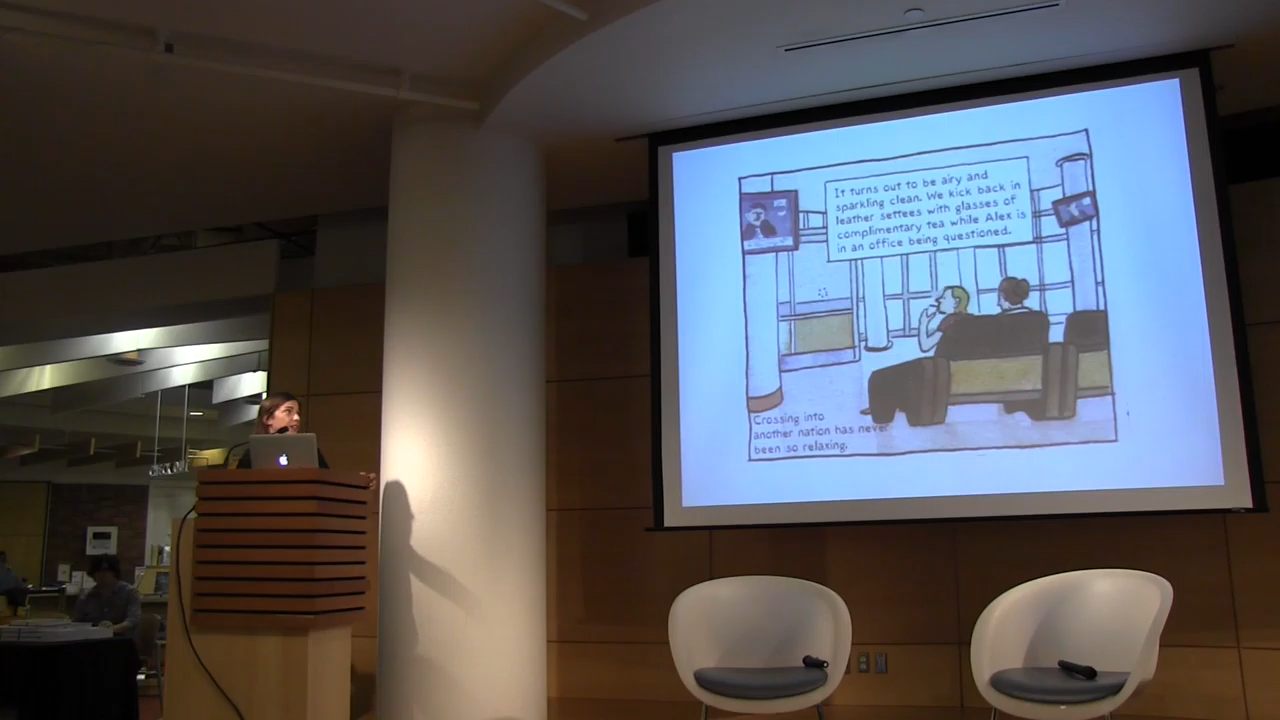 It turns out to be airy and
sparkling clean. We kick back in
leather settees with glasses of
complimentary tea while Alex is
in an office being questioned.
Crossing into
another nation has never
been so relaxing.